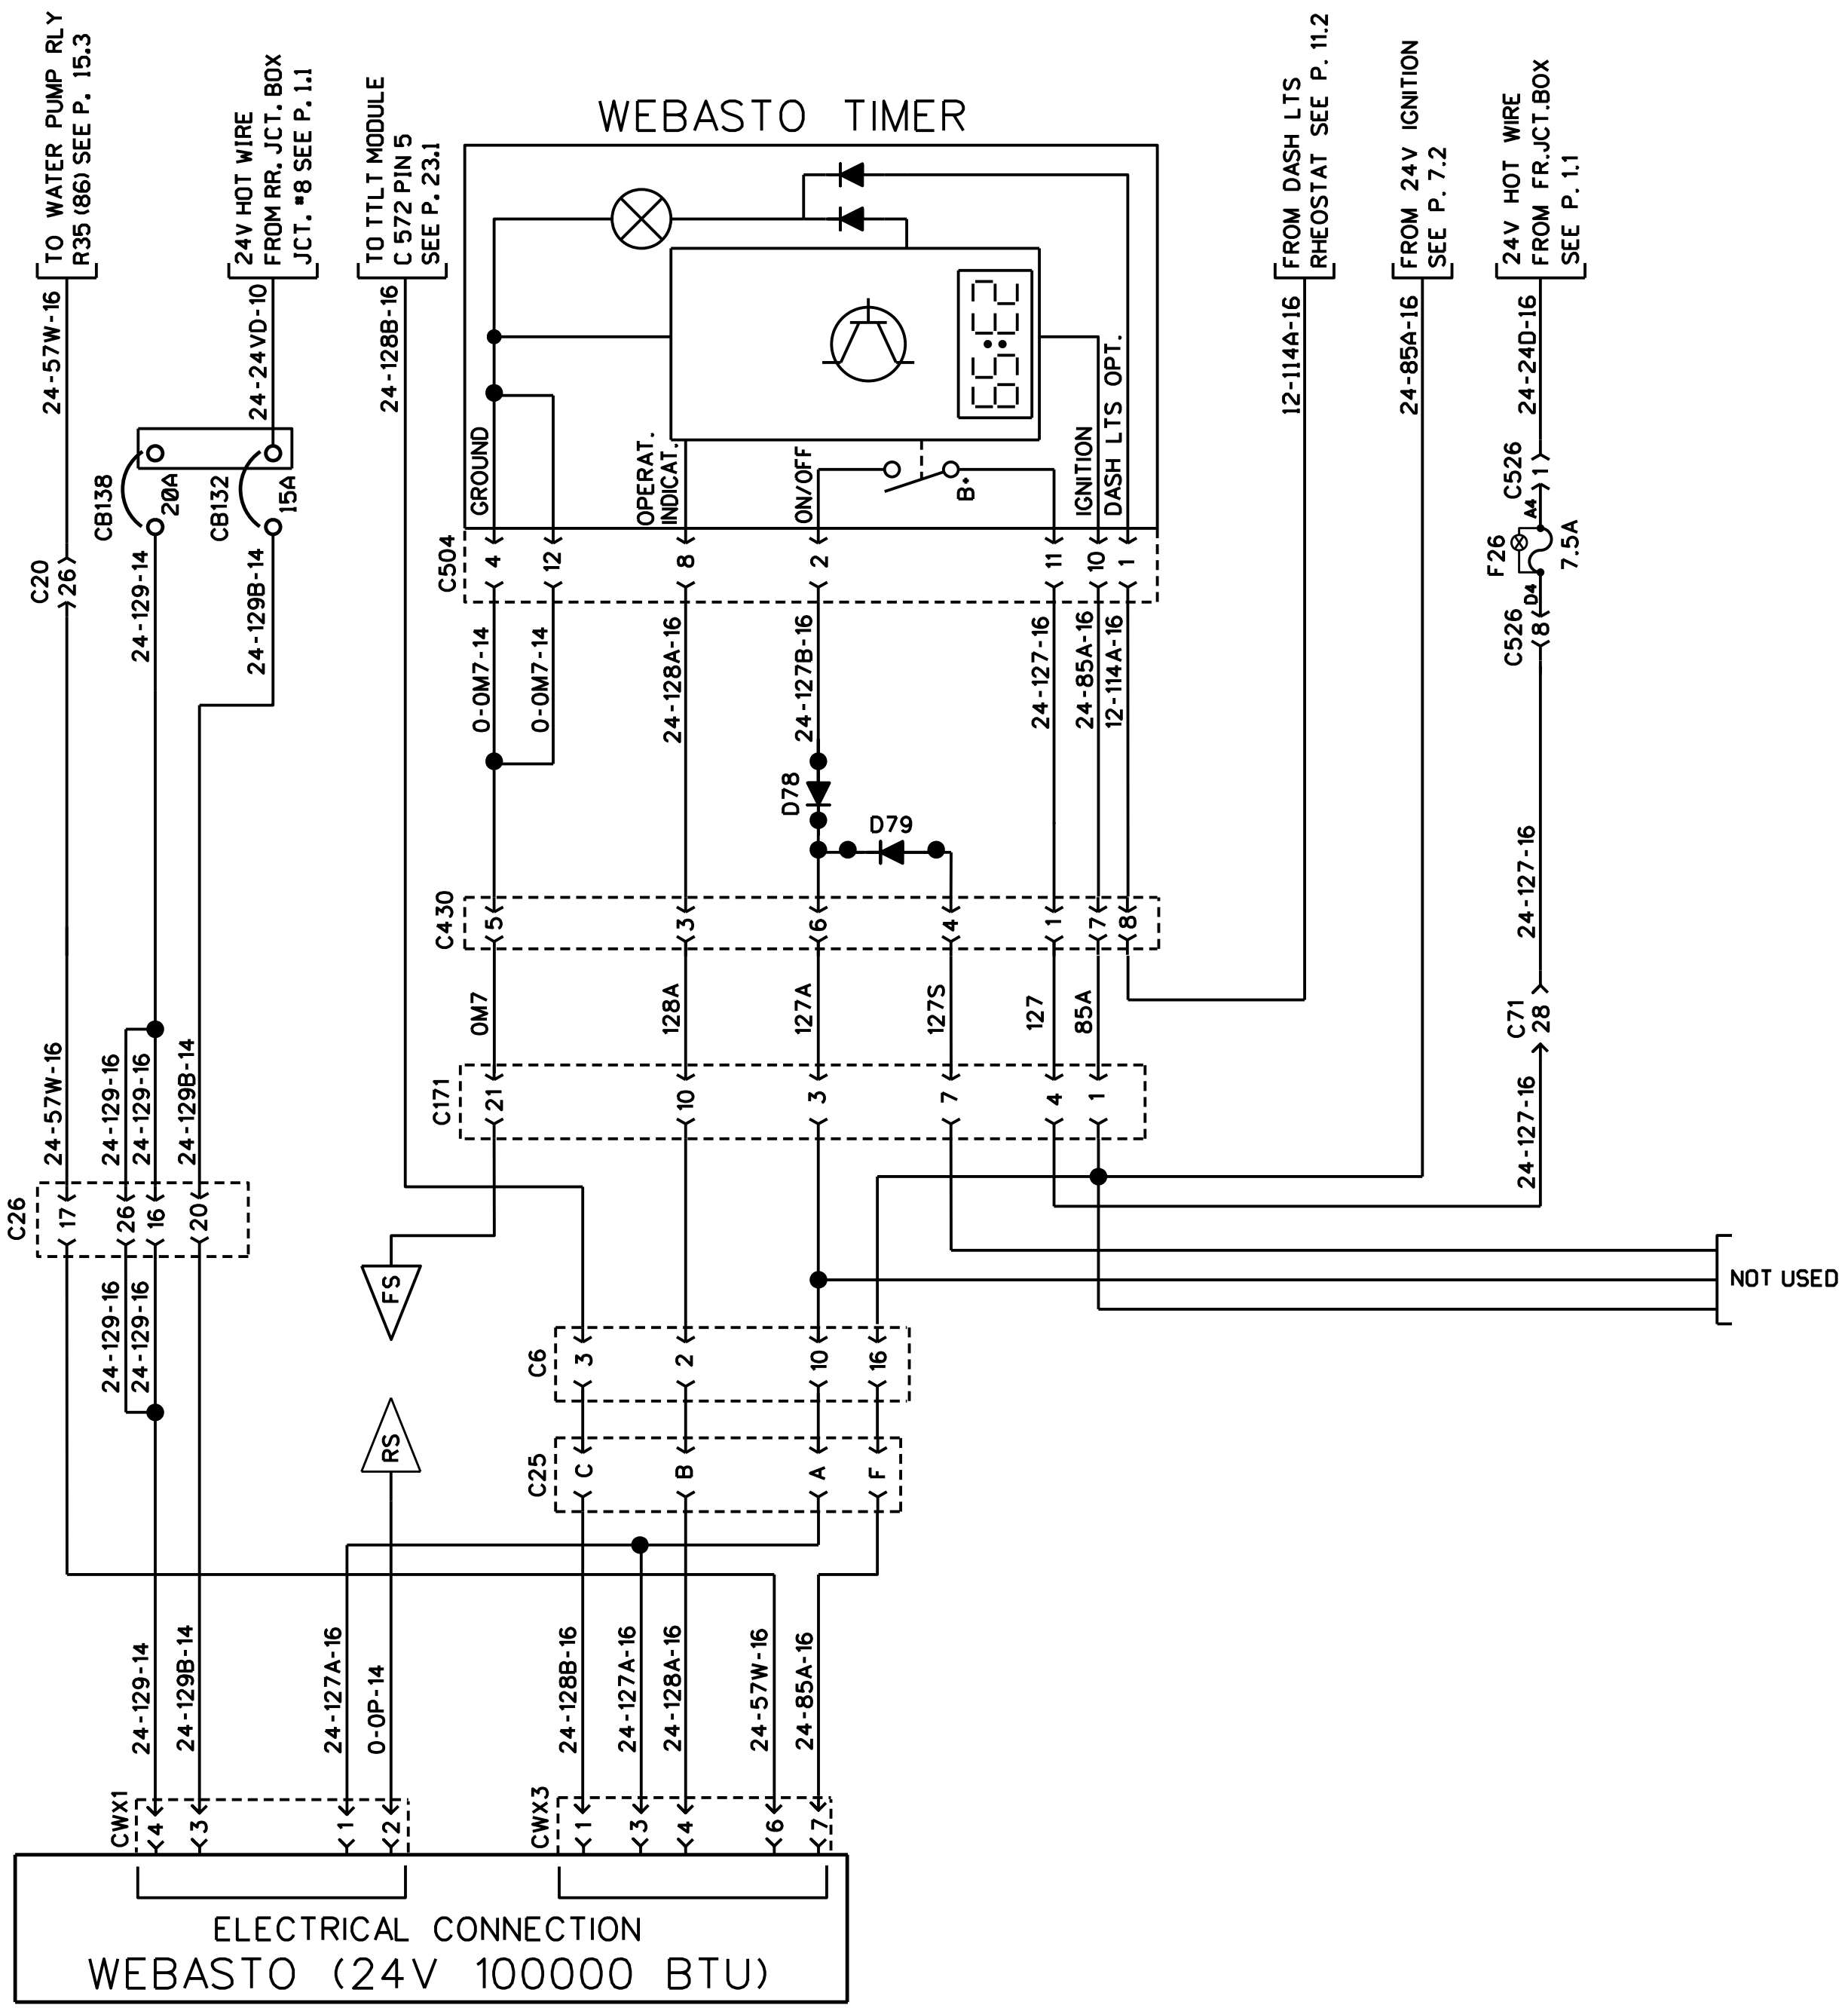 TO WATER PUMP RLY
R35 (86) SEE P. 15.3
24V HOT WIRE
FROM RR. JCT. BOX
JCT. #8 SEE P. 1.1
TO TTLT MODULE
C 572 PIN 5
SEE P. 23.1
WEBASTO TIMER
FROM DASH LTS
RHEOSTAT SEE P. 11.2
FROM 24V IGNITION
SEE P. 7.2
24V HOT WIRE
FROM FR.JCT.BOX
SEE P. 1.1
24-57W-16
24-24VD-10
24-128B-16
12-114A-16
24-85A-16
24-24D-16
CB138
20A
CB132
15A
GROUND
OPERAT.
INDICAT.
ON/OFF
B+
IGNITION
DASH LTS OPT.
C526
1
A4
F26
7.5A
D4
C526
8
C20
26
24-129-14
24-129B-14
C504
4
12
8
2
11
10
1
0-0M7-14
0-0M7-14
24-128A-16
24-127B-16
24-127-16
24-85A-16
12-114A-16
D78
D79
24-127-16
C430
5
3
6
4
1
7
8
0M7
128A
127A
127S
127
85A
C71
28
24-57W-16
24-129-16
24-129-16
24-129B-14
C171
21
10
3
7
4
1
24-127-16
C26
17
26
16
20
FS
NOT USED
24-129-16
24-129-16
C6
3
2
10
16
RS
C25
C
B
A
F
24-129-14
24-129B-14
24-127A-16
0-0P-14
24-128B-16
24-127A-16
24-128A-16
24-57W-16
24-85A-16
CWX1
4
3
1
2
CWX3
1
3
4
6
7
ELECTRICAL CONNECTION
WEBASTO (24V 100000 BTU)